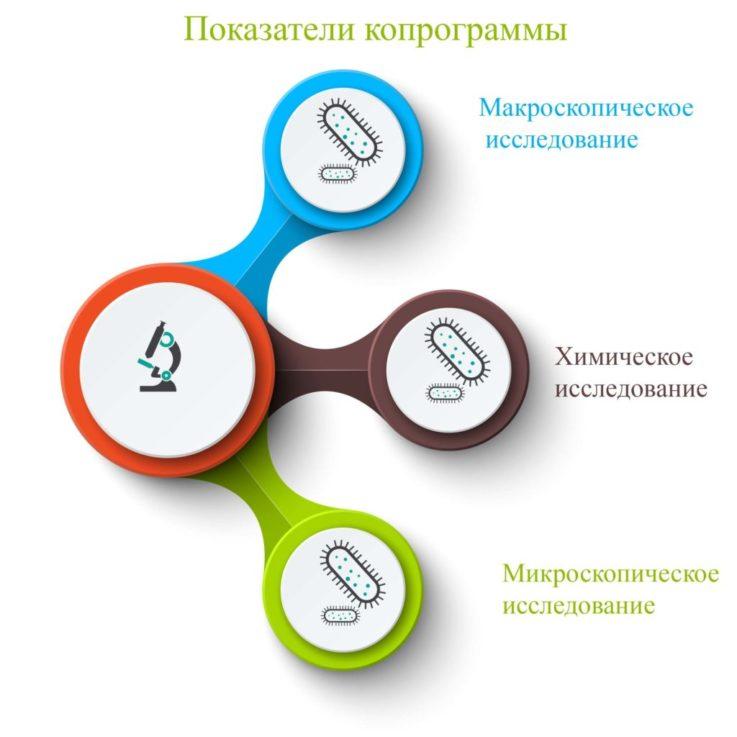 Показатели копрограммы
Макроскопическое
исследование
Химическое
исследование
Микроскопическое
исследование